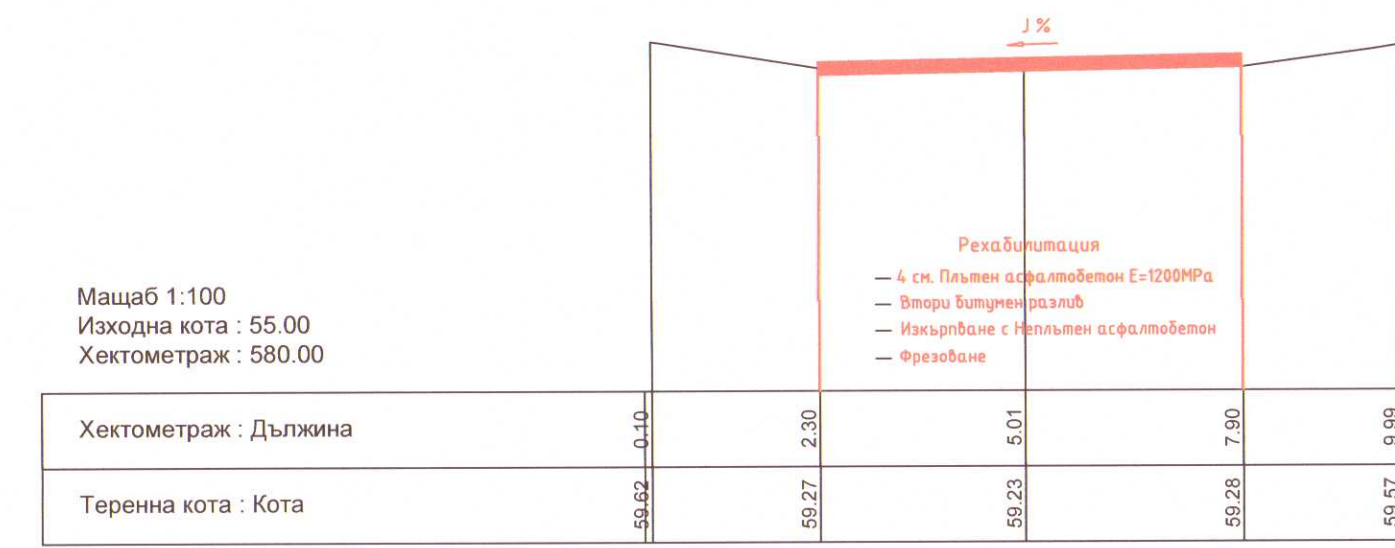 J %
Рехабилитация
— 4 см. Плътен асфалтобетон E=1200MPa
— Втори битумен разлив
— Изкърпване с Неплътен асфалтобетон
— Фрезоване
Мащаб 1:100
Изходна кота : 55.00
Хектометраж : 580.00
Хектометраж : Дължина 0.10 2.30 5.01 7.90 9.99
Теренна кота : Кота 59.62 59.27 59.23 59.28 59.57